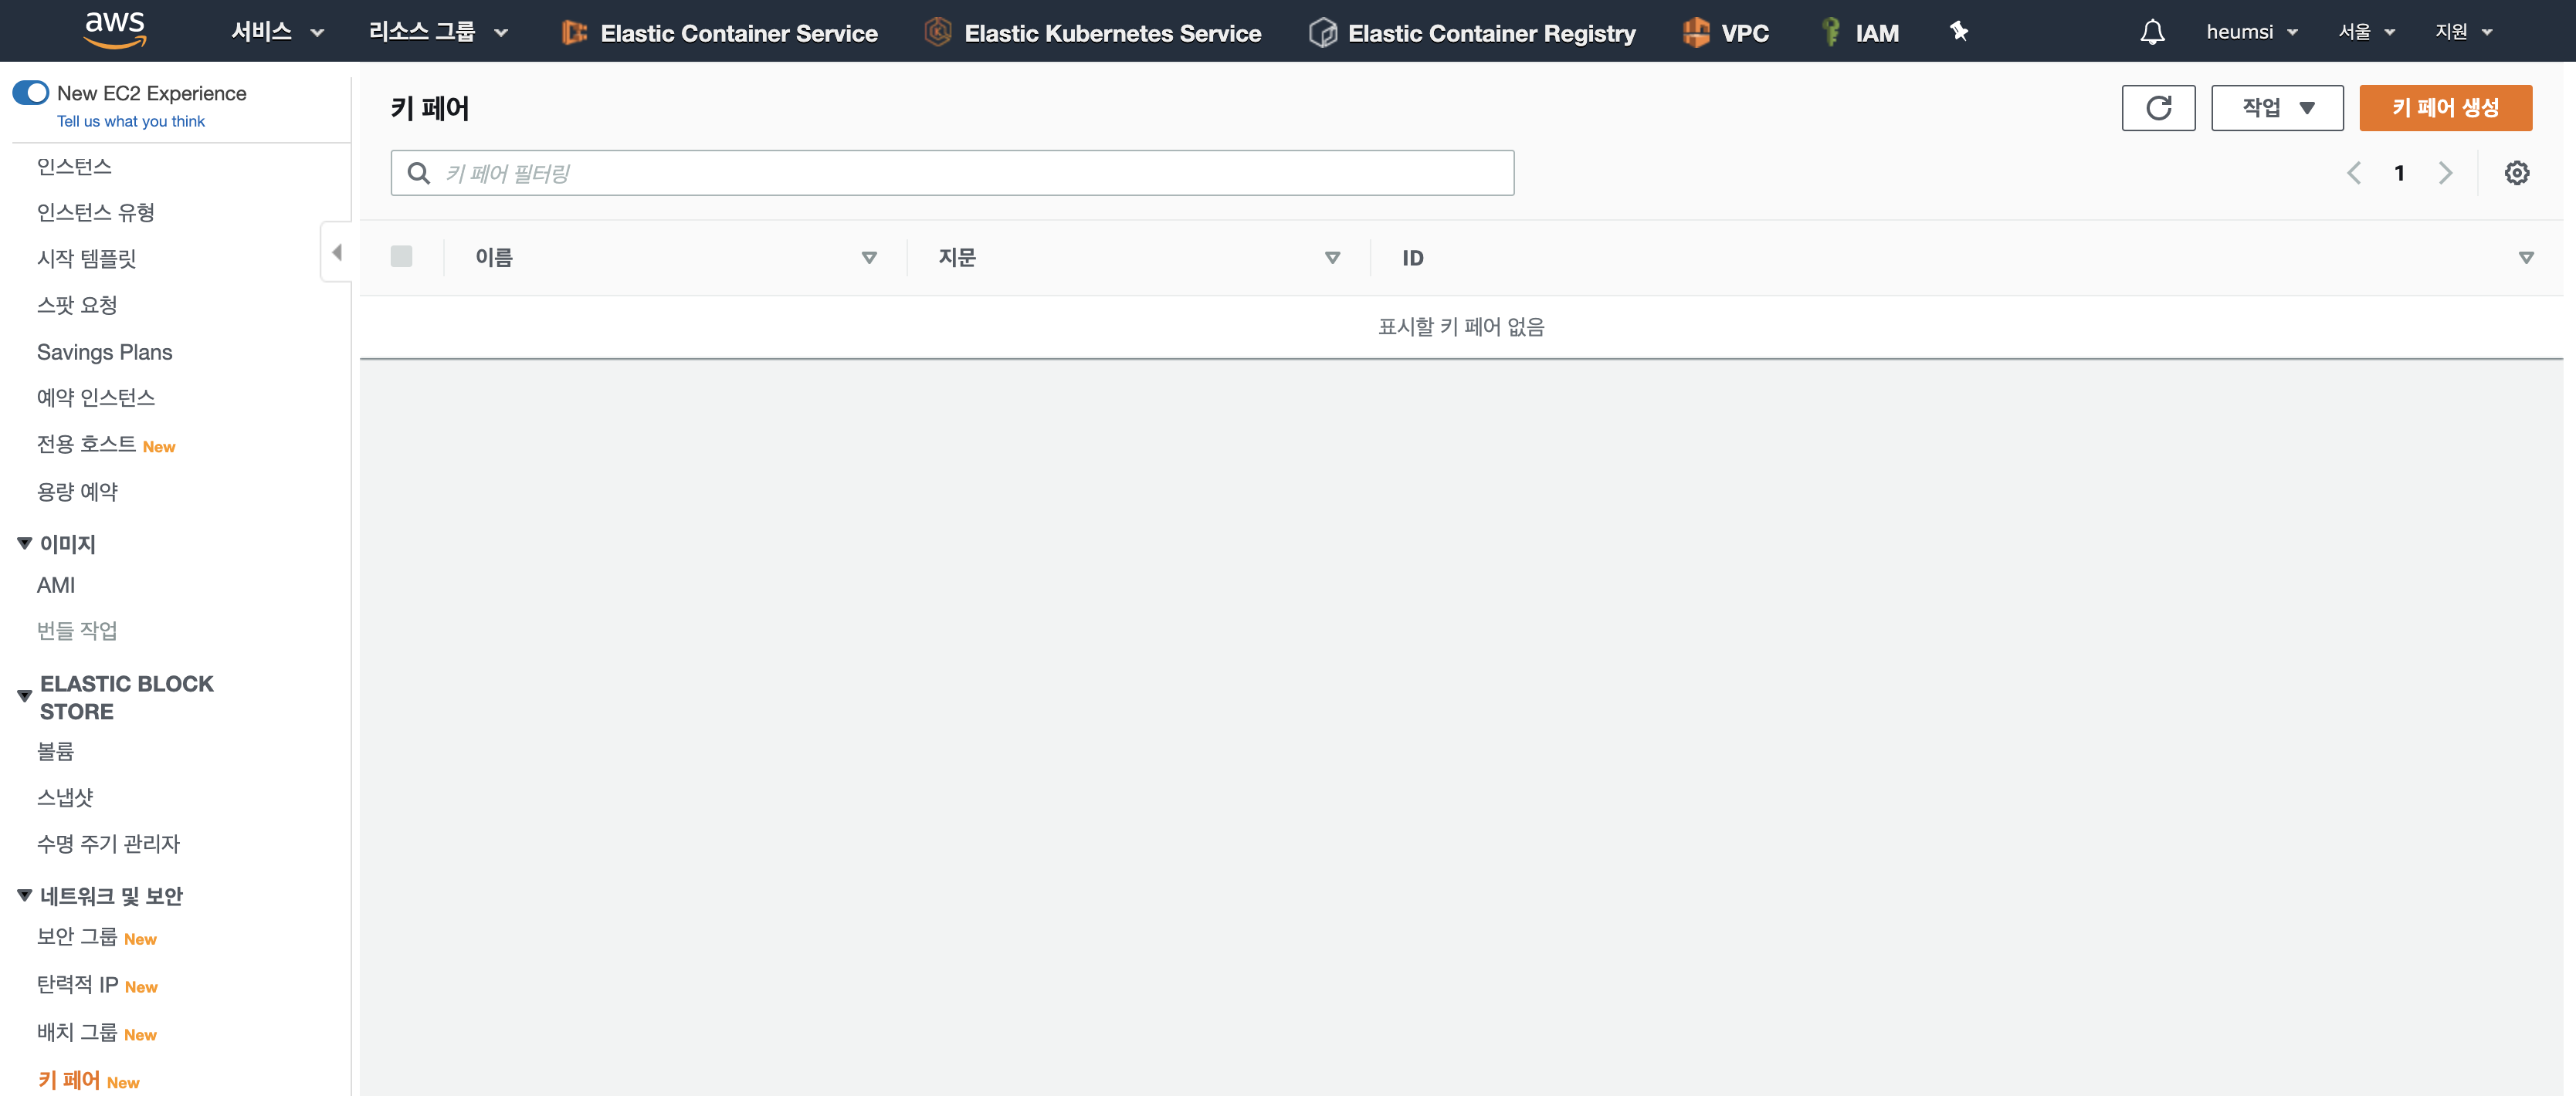 aws 서비스 리소스 그룹 Elastic Container Service Elastic Kubernetes Service Elastic Container Registry VPC IAM heumsi 서울 지원
New EC2 Experience
Tell us what you think
인스턴스
인스턴스 유형
시작 템플릿
스팟 요청
Savings Plans
예약 인스턴스
전용 호스트 New
용량 예약
이미지
AMI
번들 작업
ELASTIC BLOCK
STORE
볼륨
스냅샷
수명 주기 관리자
네트워크 및 보안
보안 그룹 New
탄력적 IP New
배치 그룹 New
키 페어 New
키 페어
작업
키 페어 생성
키 페어 필터링
1
이름 지문 ID
표시할 키 페어 없음